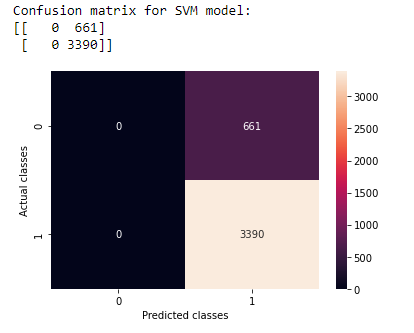 Confusion matrix for SVM model:
[[   0  661]
 [   0 3390]]
0 661
0 3390
0
1
Actual classes
0 1
Predicted classes
3000
2500
2000
1500
1000
500
0